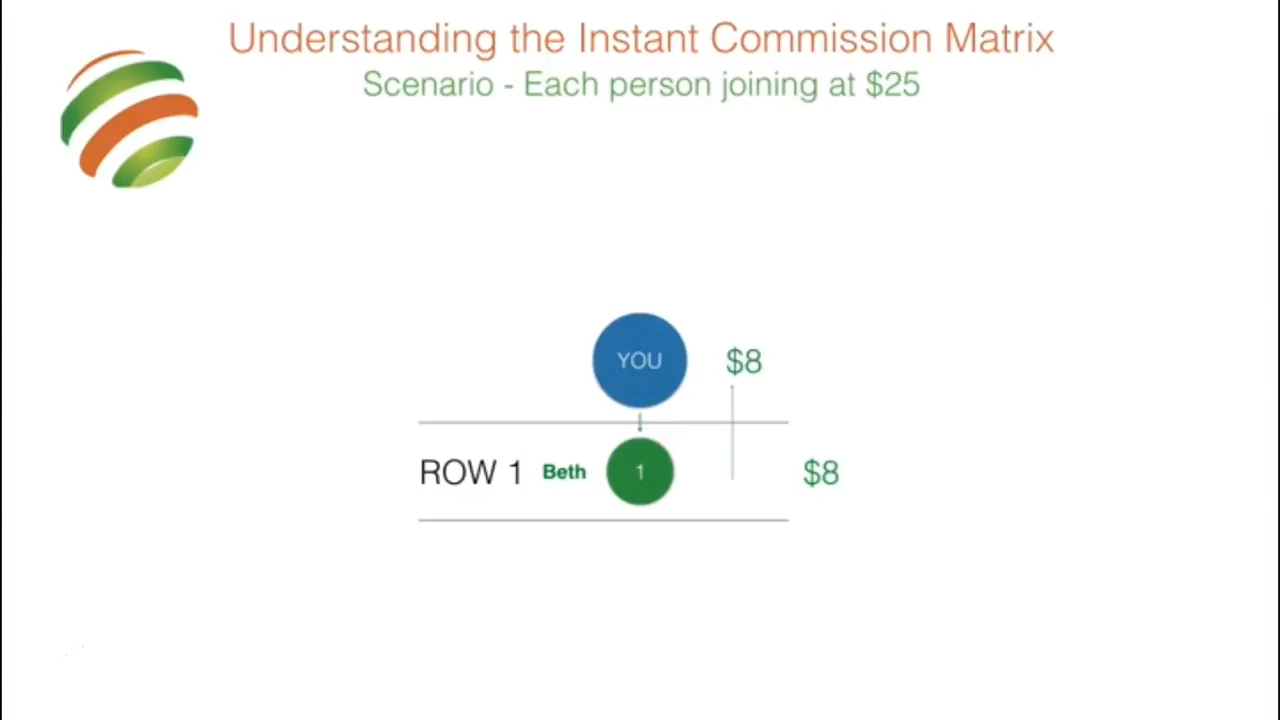 Understanding the Instant Commission Matrix
Scenario - Each person joining at $25
YOU
$8
ROW 1 Beth 1 $8